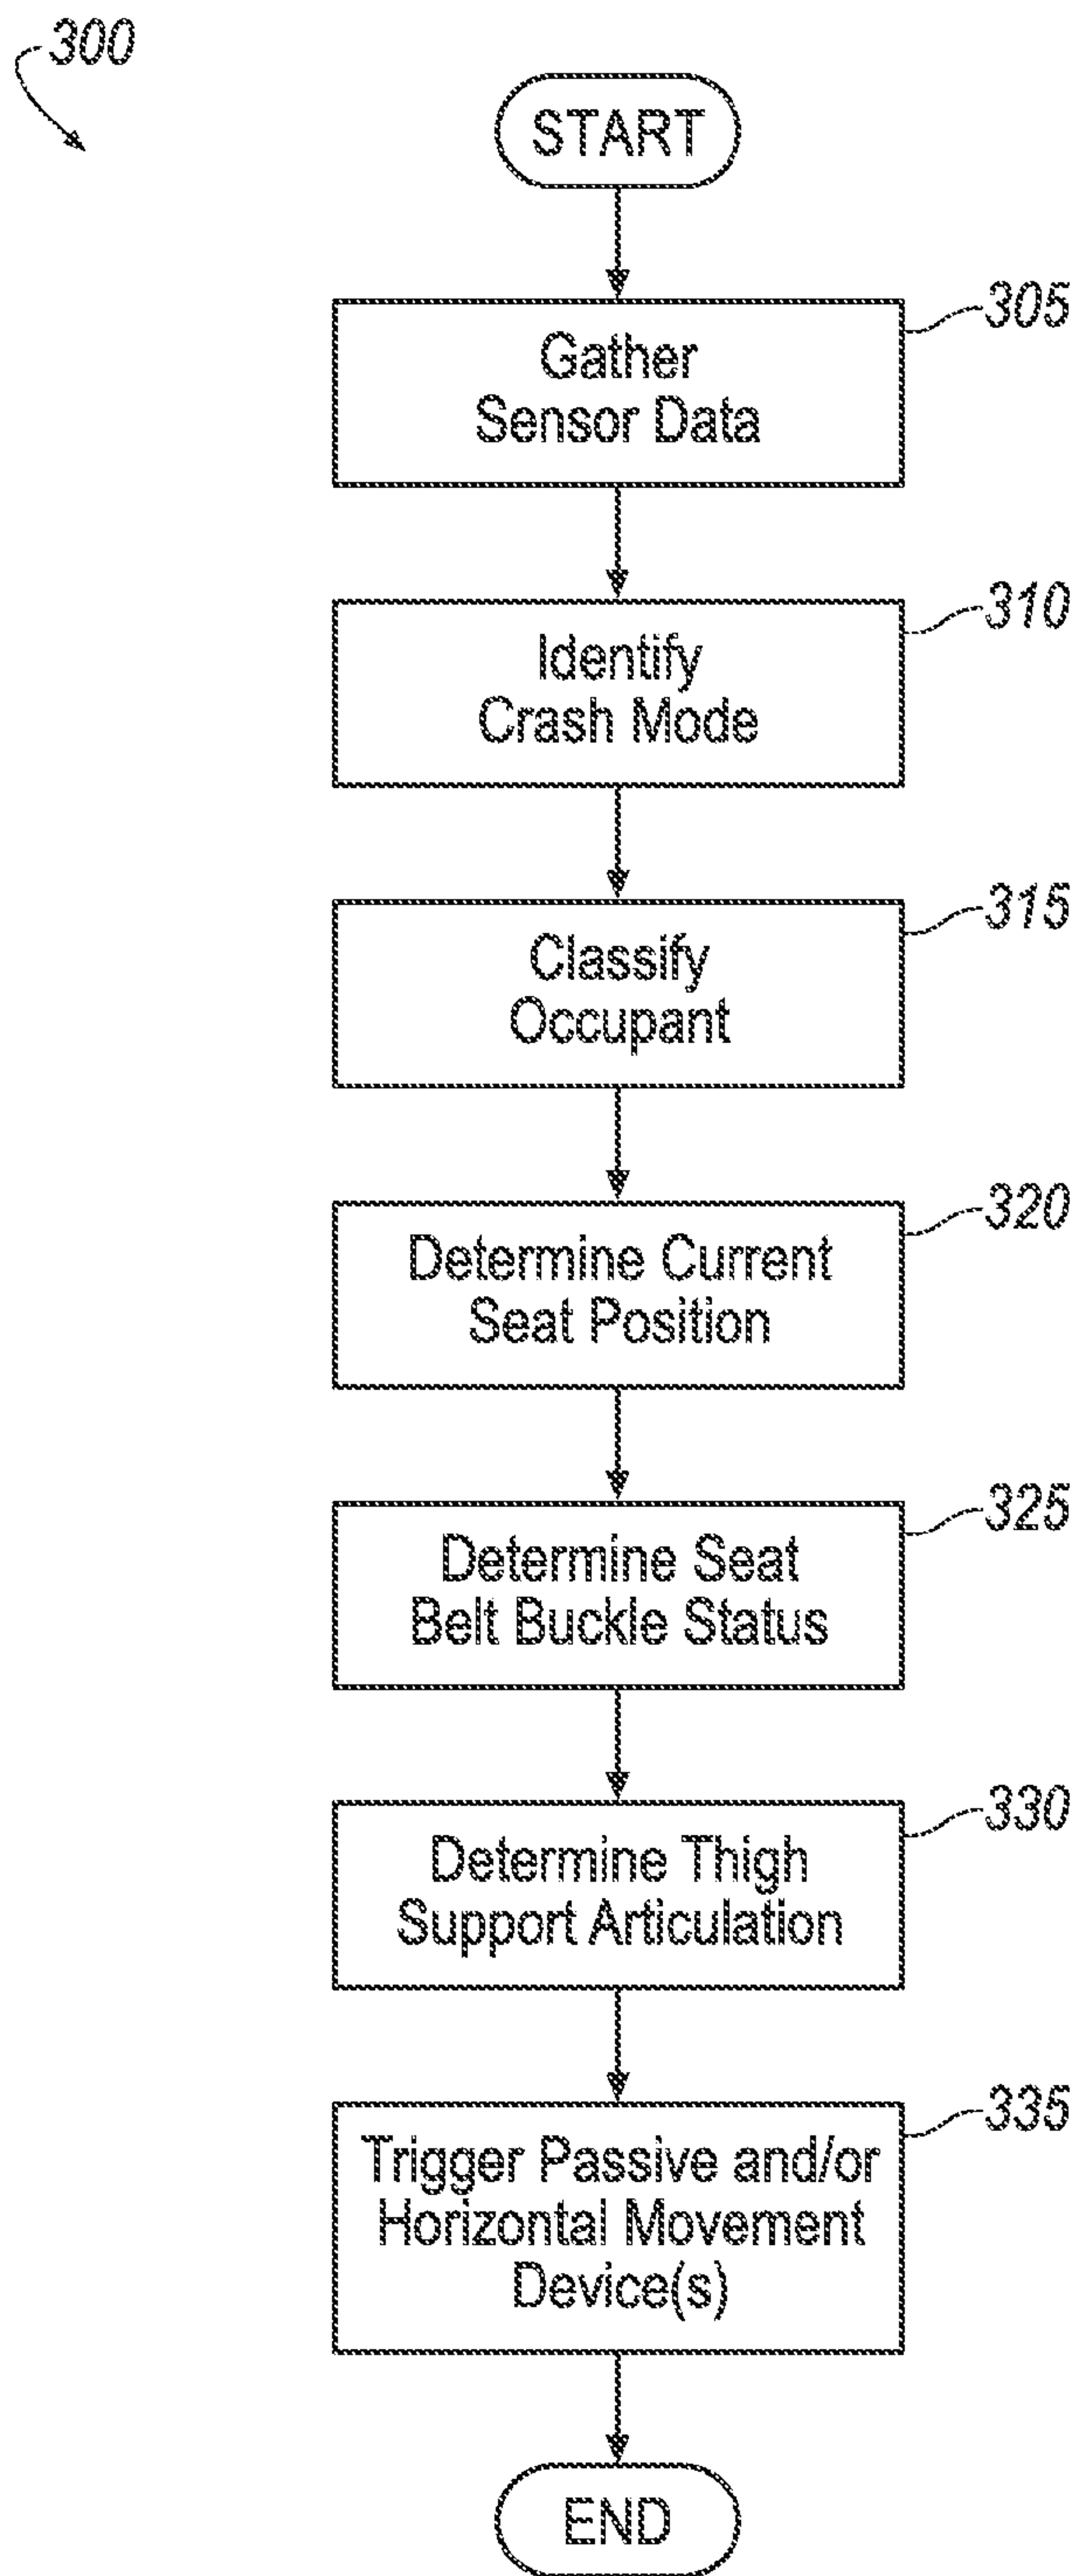 300
START
305
Gather
Sensor Data
310
Identify
Crash Mode
315
Classify
Occupant
320
Determine Current
Seat Position
325
Determine Seat
Belt Buckle Status
330
Determine Thigh
Support Articulation
335
Trigger Passive and/or
Horizontal Movement
Device(s)
END